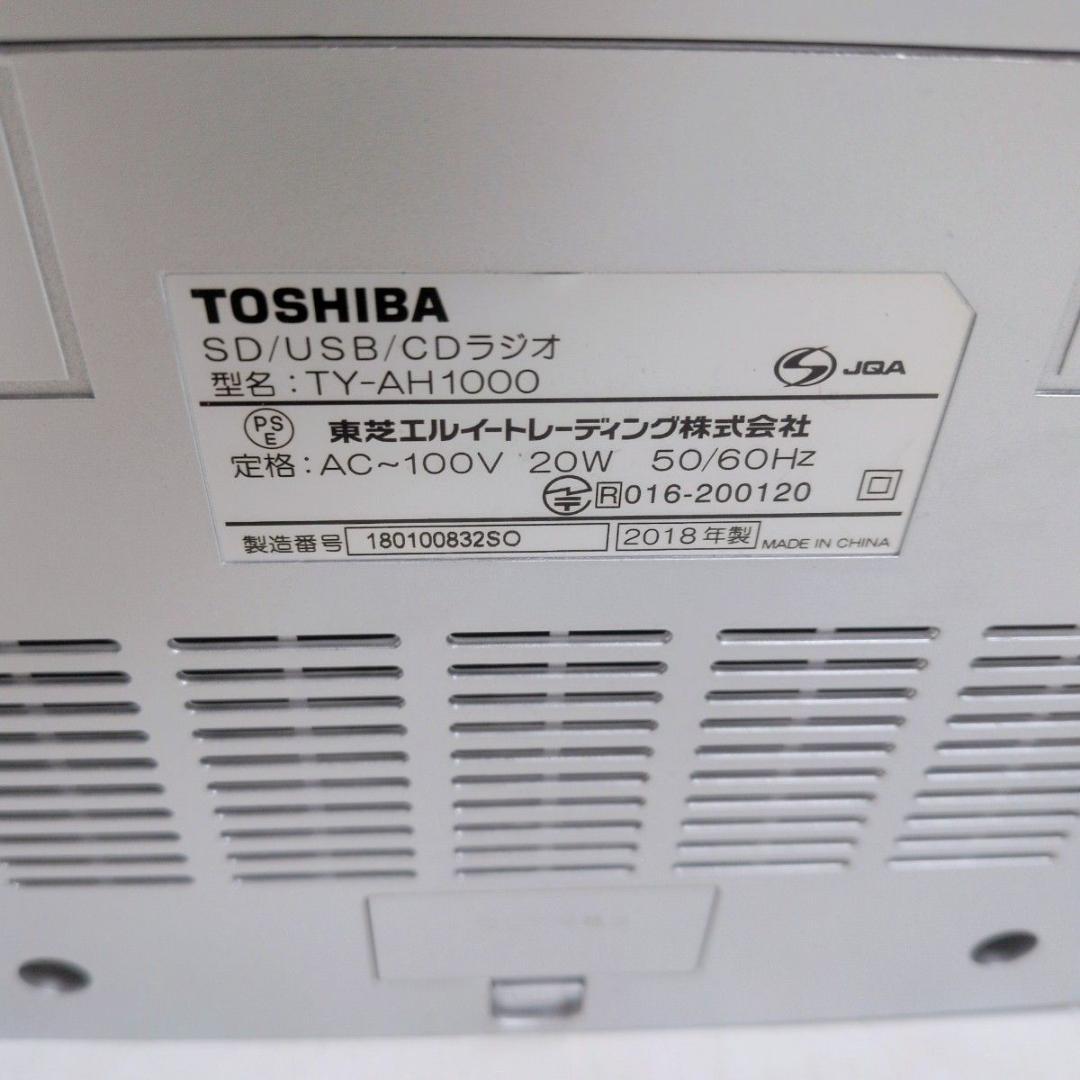 TOSHIBA
SD/USB/CDラジオ
型名:TY-AH1000
JQA
PSE 東芝エルイートレーディング株式会社
定格:AC~100V 20W 50/60Hz
R 016-200120
製造番号 180100832SO 2018年製 MADE IN CHINA